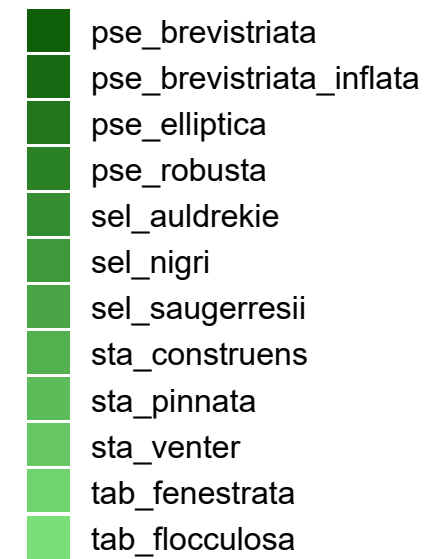 pse_brevistriata
pse_brevistriata_inflata
pse_elliptica
pse_robusta
sel_auldrekie
sel_nigri
sel_saugerresii
sta_construens
sta_pinnata
sta_venter
tab_fenestrata
tab_flocculosa